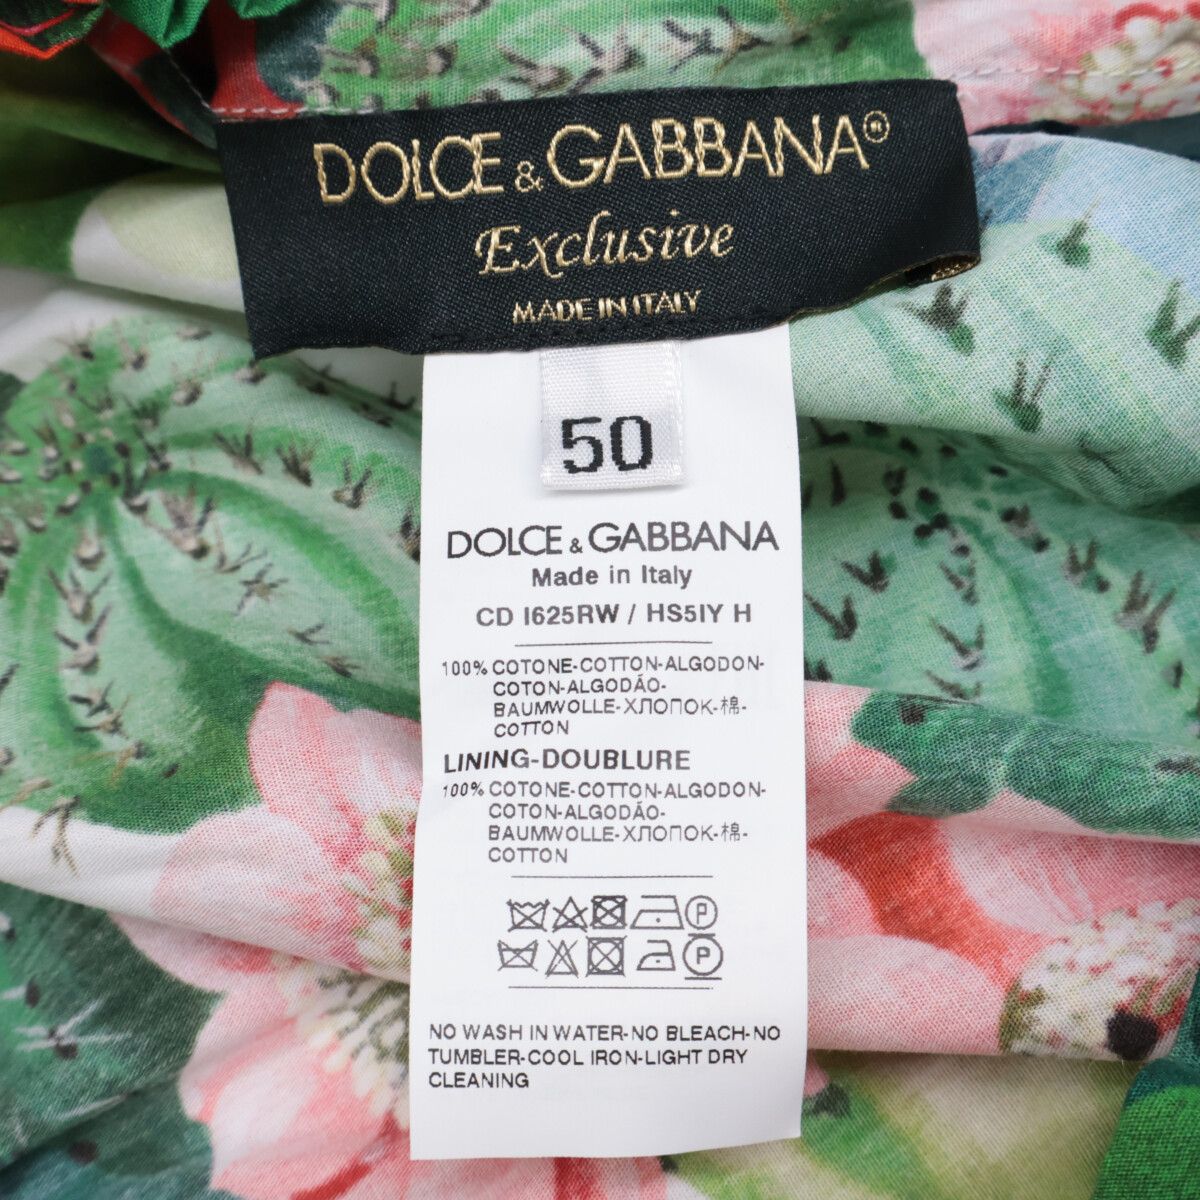 DOLCE & GABBANA®
Exclusive
MADE IN ITALY
50
DOLCE & GABBANA
Made in Italy
CD I625RW / HS5IY H
100% COTONE-COTTON-ALGODON-
COTON-ALGODÃO-
BAUMWOLLE-ХЛОПОК-棉-
COTTON
LINING-DOUBLURE
100% COTONE-COTTON-ALGODON-
COTON-ALGODÃO-
BAUMWOLLE-ХЛОПОК-棉-
COTTON
P
P
NO WASH IN WATER-NO BLEACH-NO
TUMBLER-COOL IRON-LIGHT DRY
CLEANING